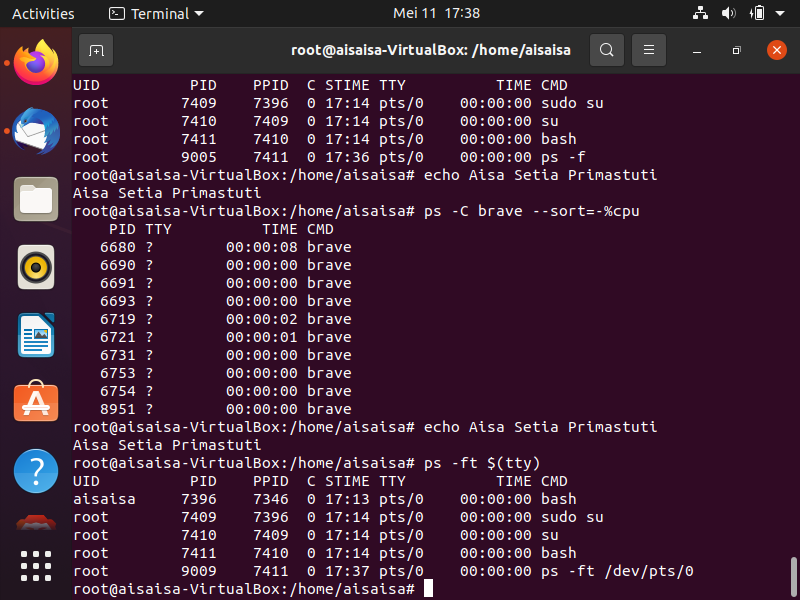 Activities Terminal Mei 11 17:38
root@aisaisa-VirtualBox: /home/aisaisa
UID PID PPID C STIME TTY TIME CMD
root 7409 7396 0 17:14 pts/0 00:00:00 sudo su
root 7410 7409 0 17:14 pts/0 00:00:00 su
root 7411 7410 0 17:14 pts/0 00:00:00 bash
root 9005 7411 0 17:36 pts/0 00:00:00 ps -f
root@aisaisa-VirtualBox:/home/aisaisa# echo Aisa Setia Primastuti
Aisa Setia Primastuti
root@aisaisa-VirtualBox:/home/aisaisa# ps -C brave --sort=-%cpu
PID TTY TIME CMD
6680 ? 00:00:08 brave
6690 ? 00:00:00 brave
6691 ? 00:00:00 brave
6693 ? 00:00:00 brave
6719 ? 00:00:02 brave
6721 ? 00:00:01 brave
6731 ? 00:00:00 brave
6753 ? 00:00:00 brave
6754 ? 00:00:00 brave
8951 ? 00:00:00 brave
root@aisaisa-VirtualBox:/home/aisaisa# echo Aisa Setia Primastuti
Aisa Setia Primastuti
root@aisaisa-VirtualBox:/home/aisaisa# ps -ft $(tty)
UID PID PPID C STIME TTY TIME CMD
aisaisa 7396 7346 0 17:13 pts/0 00:00:00 bash
root 7409 7396 0 17:14 pts/0 00:00:00 sudo su
root 7410 7409 0 17:14 pts/0 00:00:00 su
root 7411 7410 0 17:14 pts/0 00:00:00 bash
root 9009 7411 0 17:37 pts/0 00:00:00 ps -ft /dev/pts/0
root@aisaisa-VirtualBox:/home/aisaisa#